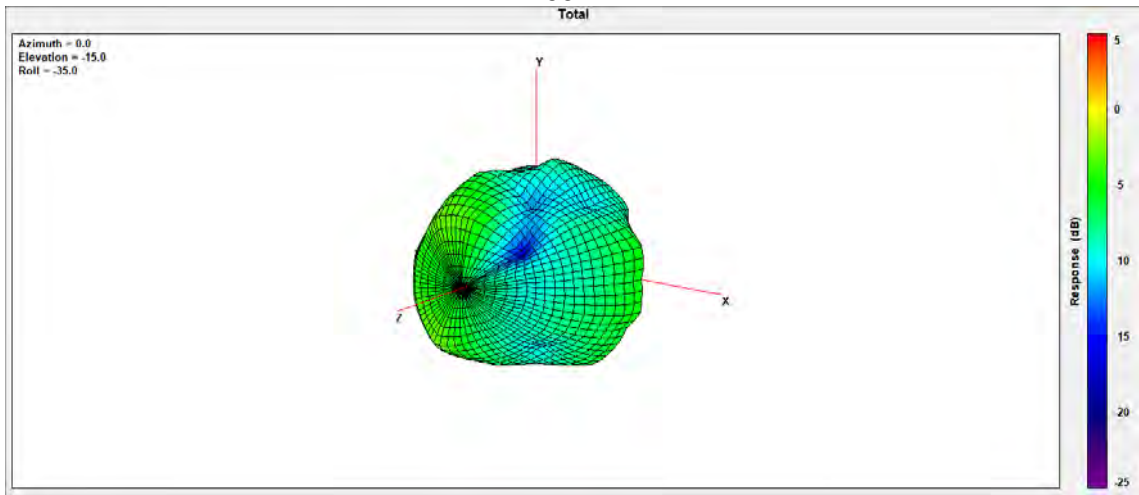 Total
Azimuth = 0.0
Elevation = -15.0
Roll = -35.0
Y
X
Z
5
0
-5
10
-15
-20
-25
Response (dB)